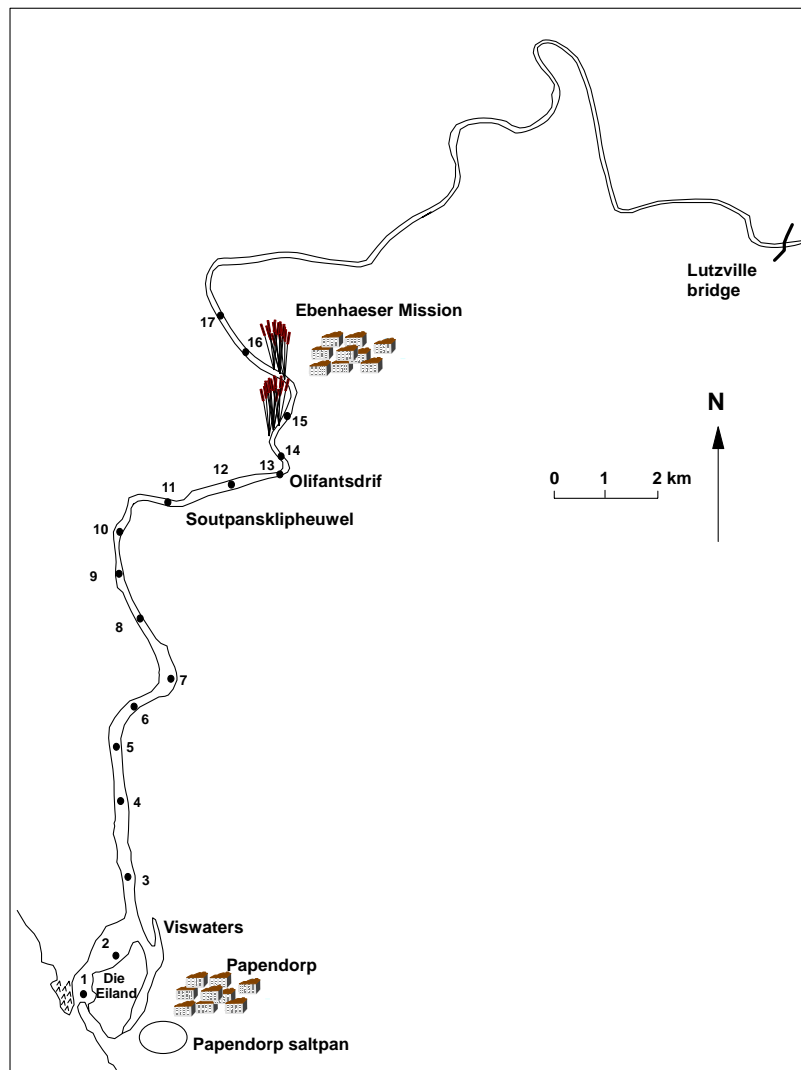 Lutzville
bridge
Ebenhaeser Mission
17
16
N
15
14
13
Olifantsdrif
12
0 1 2 km
11
Soutpansklipheuwel
10
9
8
7
6
5
4
3
Viswaters
2
Papendorp
1
Die
Eiland
Papendorp saltpan